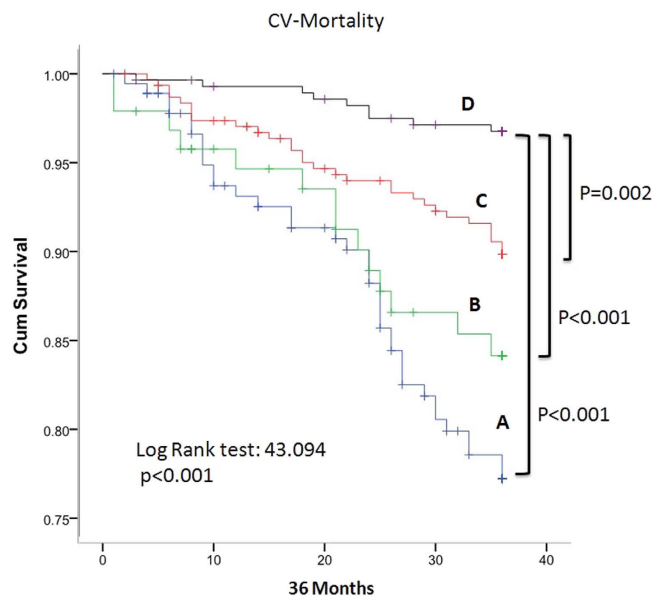 CV-Mortality
1.00
0.95
0.90
0.85
0.80
0.75
Cum Survival
D
C
B
A
P=0.002
P<0.001
P<0.001
Log Rank test: 43.094
p<0.001
0
10
20
30
40
36 Months